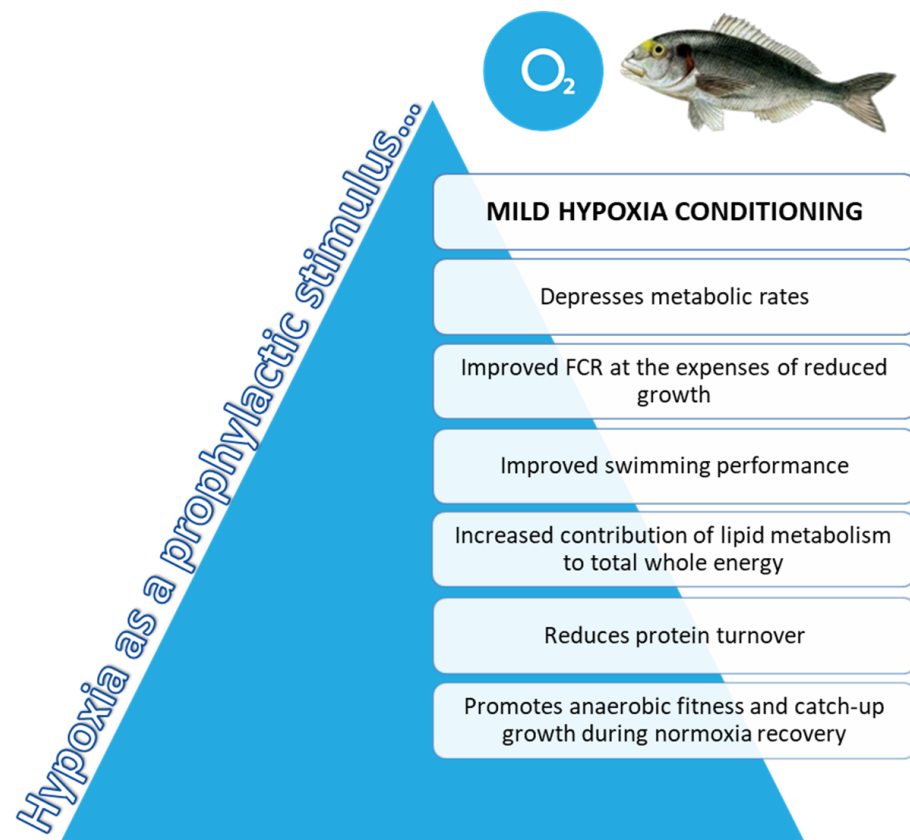 O₂
Hypoxia as a prophylactic stimulus...
MILD HYPOXIA CONDITIONING
Depresses metabolic rates
Improved FCR at the expenses of reduced
growth
Improved swimming performance
Increased contribution of lipid metabolism
to total whole energy
Reduces protein turnover
Promotes anaerobic fitness and catch-up
growth during normoxia recovery